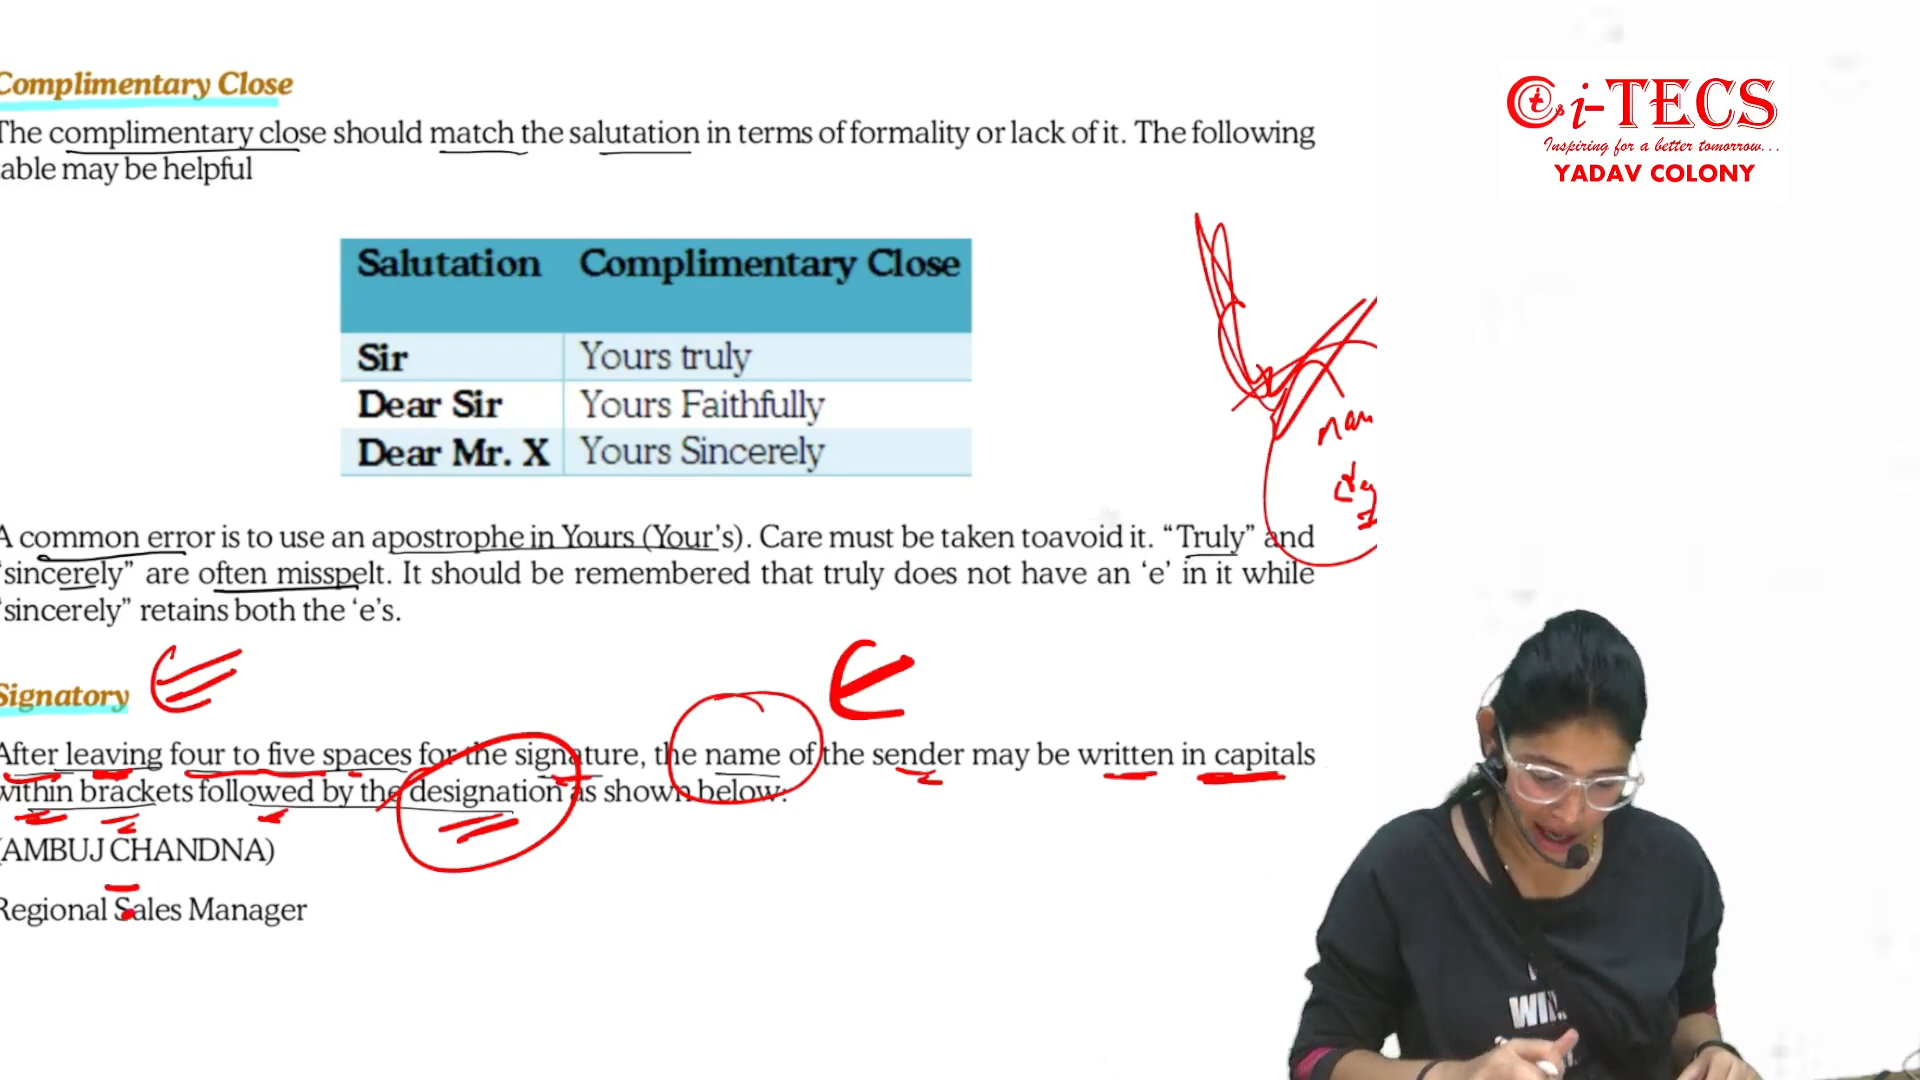 Complimentary Close
The complimentary close should match the salutation in terms of formality or lack of it. The following
table may be helpful
Salutation Complimentary Close
Sir Yours truly
Dear Sir Yours Faithfully
Dear Mr. X Yours Sincerely
A common error is to use an apostrophe in Yours (Your's). Care must be taken toavoid it. “Truly” and
“sincerely” are often misspelt. It should be remembered that truly does not have an ‘e’ in it while
“sincerely” retains both the ‘e’s.
e e
Signatory
After leaving four to five spaces for the signature, the name of the sender may be written in capitals
within brackets followed by the designation as shown below:
(AMBUJ CHANDNA)
Regional Sales Manager
i-TECS
Inspiring for a better tomorrow...
YADAV COLONY